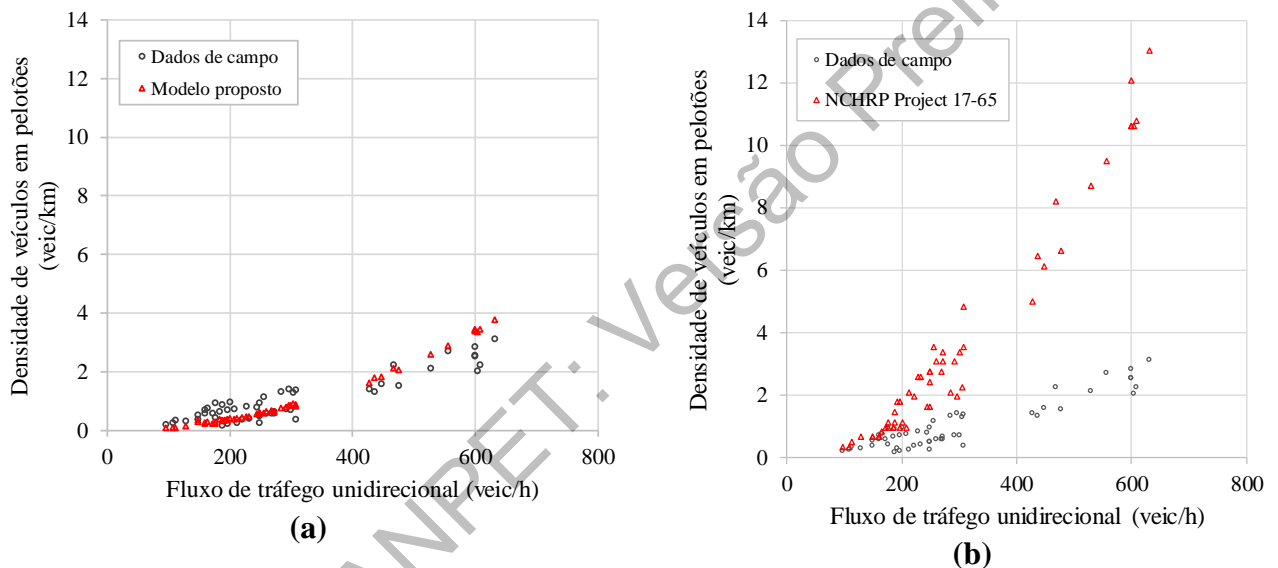 14
12
10
8
6
4
2
0
Densidade de veículos em pelotões
(veic/km)
Dados de campo
Modelo proposto
0
200
400
600
800
Fluxo de tráfego unidirecional (veic/h)
(a)
14
12
10
8
6
4
2
0
Densidade de veículos em pelotões
(veic/km)
Dados de campo
NCHRP Project 17-65
0
200
400
600
800
Fluxo de tráfego unidirecional (veic/h)
(b)
ANPET: Versão Prelim